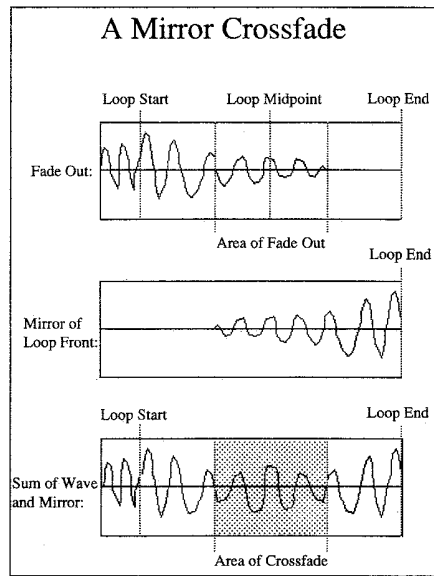 A Mirror Crossfade
Loop Start
Loop Midpoint
Loop End
Fade Out:
Area of Fade Out
Loop End
Mirror of
Loop Front:
Loop Start
Loop End
Sum of Wave
and Mirror:
Area of Crossfade